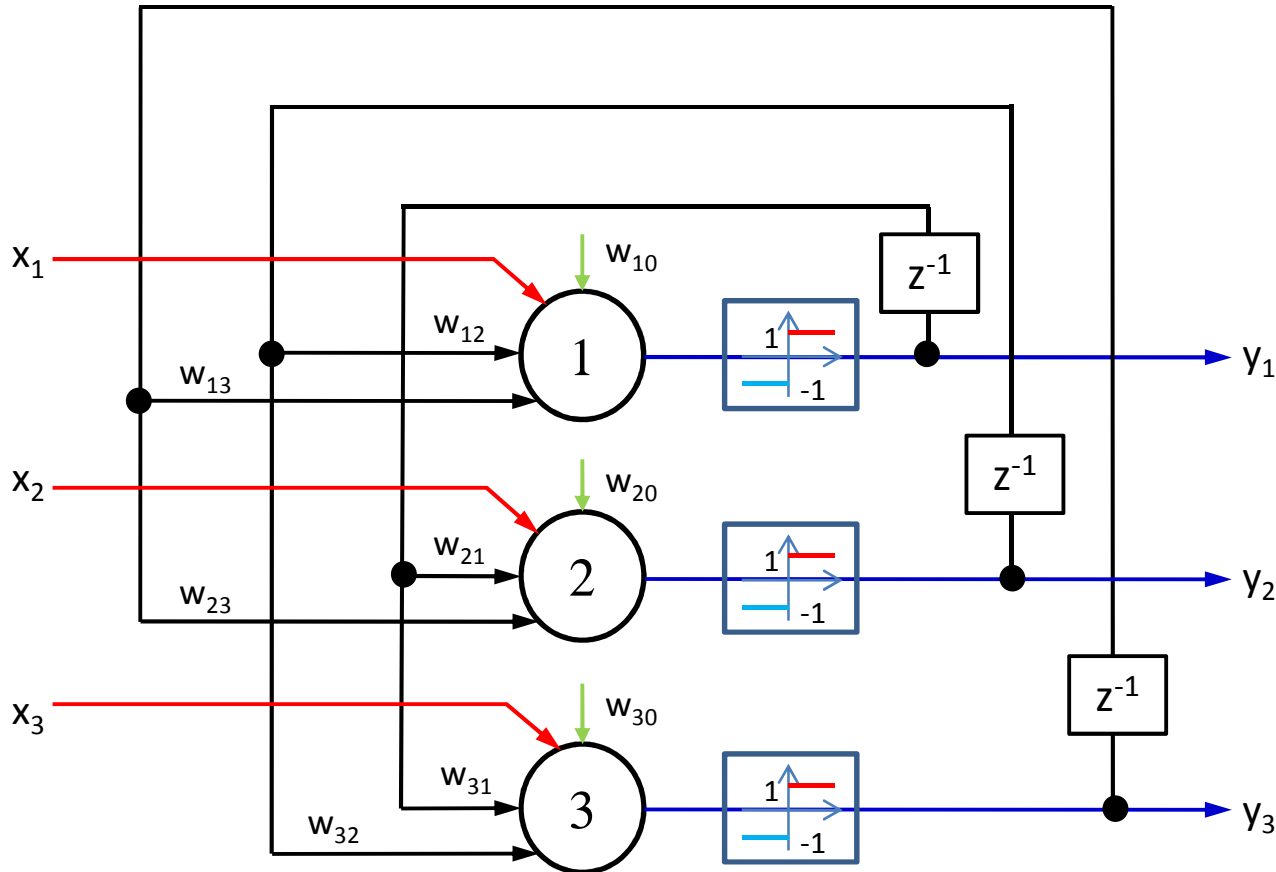 x₁
w₁₀
z⁻¹
w₁₂
1
1
-1
y₁
w₁₃
z⁻¹
x₂
w₂₀
w₂₁
2
1
-1
y₂
w₂₃
z⁻¹
x₃
w₃₀
w₃₁
3
1
-1
y₃
w₃₂